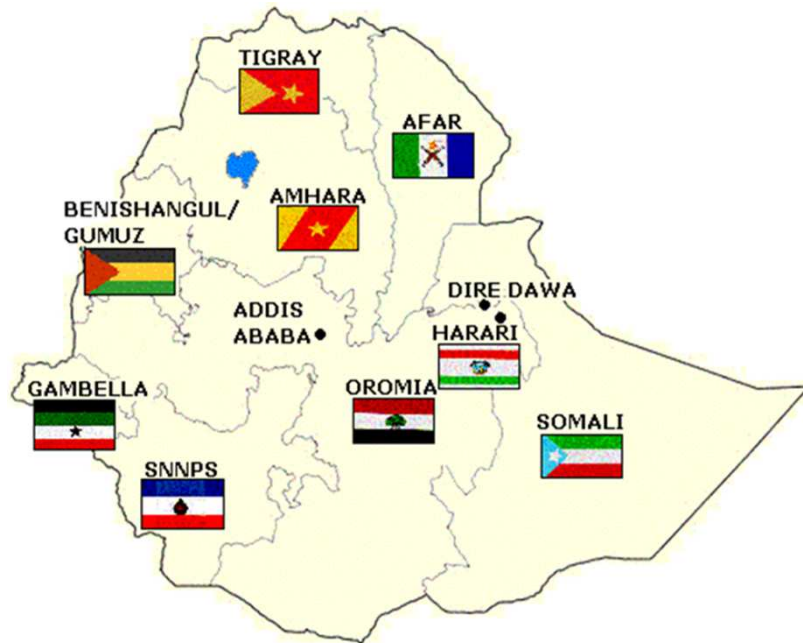 TIGRAY
AFAR
AMHARA
BENISHANGUL/
GUMUZ
DIRE DAWA
ADDIS
ABABA
HARARI
GAMBELLA
OROMIA
SOMALI
SNNPS